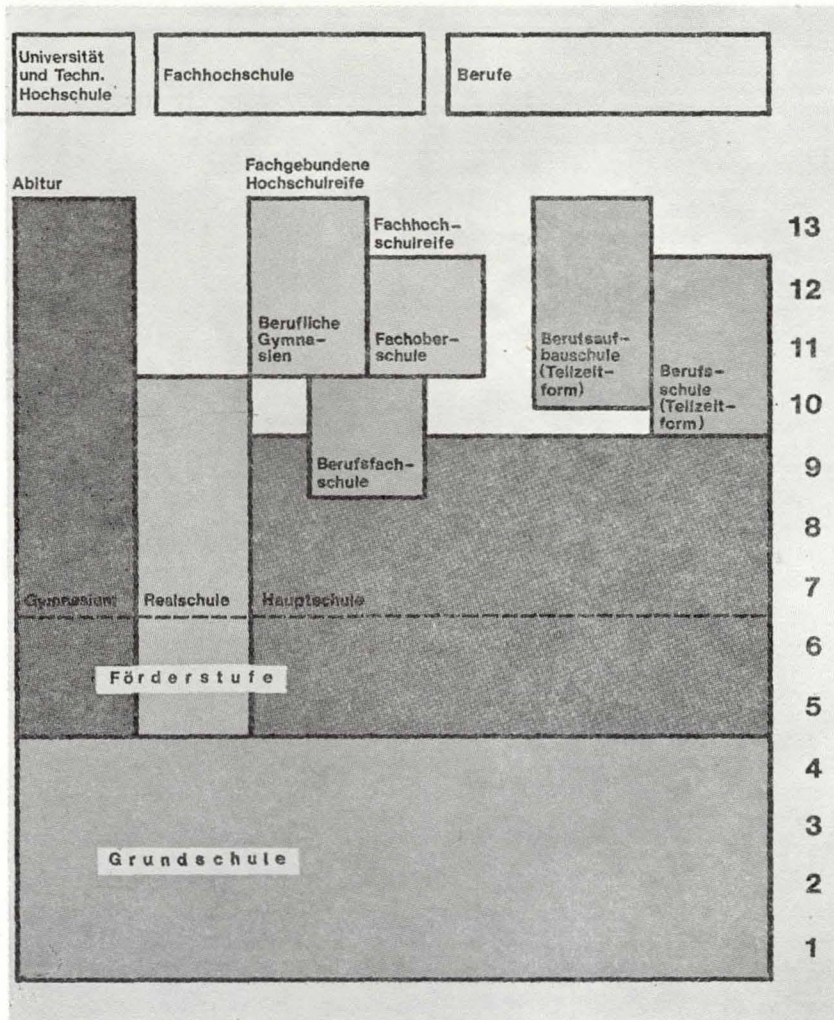 Universität
und Techn.
Hochschule
Fachhochschule
Berufe
Abitur
Fachgebundene
Hochschulreife
Fachhoch-
schulreife
Berufliche
Gymna-
sien
Fachober-
schule
Berufsauf-
bauschule
(Teilzeit-
form)
Berufs-
schule
(Teilzeit-
form)
Berufsfach-
schule
Gymnasium
Realschule
Hauptschule
Förderstufe
Grundschule
13
12
11
10
9
8
7
6
5
4
3
2
1